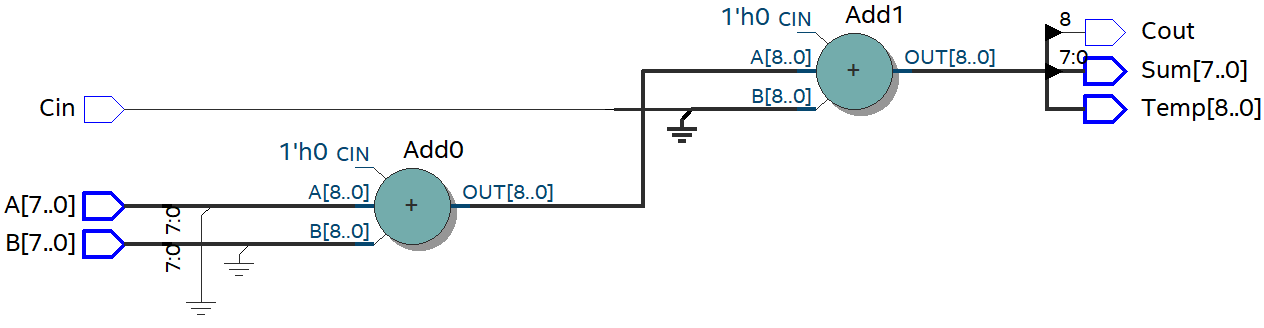 1'h0 CIN
Add1
8
Cout
A[8..0]
OUT[8..0]
7:0
Sum[7..0]
B[8..0]
Temp[8..0]
Cin
+
1'h0 CIN
Add0
A[7..0]
7:0
A[8..0]
OUT[8..0]
+
B[7..0]
7:0
B[8..0]